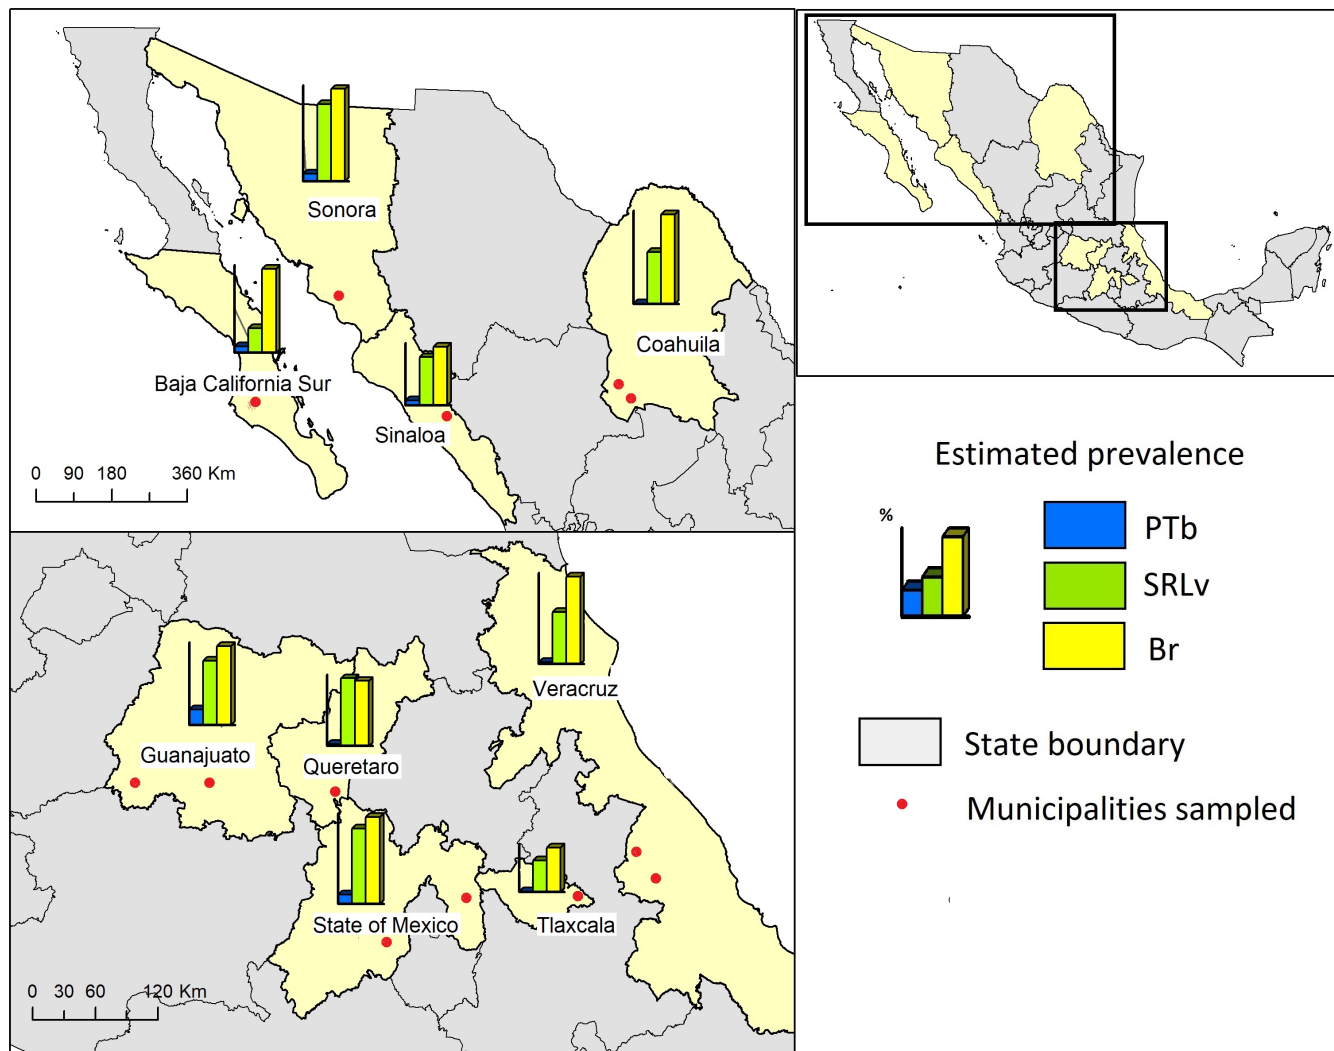 Sonora
Coahuila
Baja California Sur
Sinaloa
0 90 180 360 Km
Estimated prevalence
%
PTb
SRLv
Br
State boundary
Municipalities sampled
Veracruz
Guanajuato
Queretaro
State of Mexico
Tlaxcala
0 30 60 120 Km